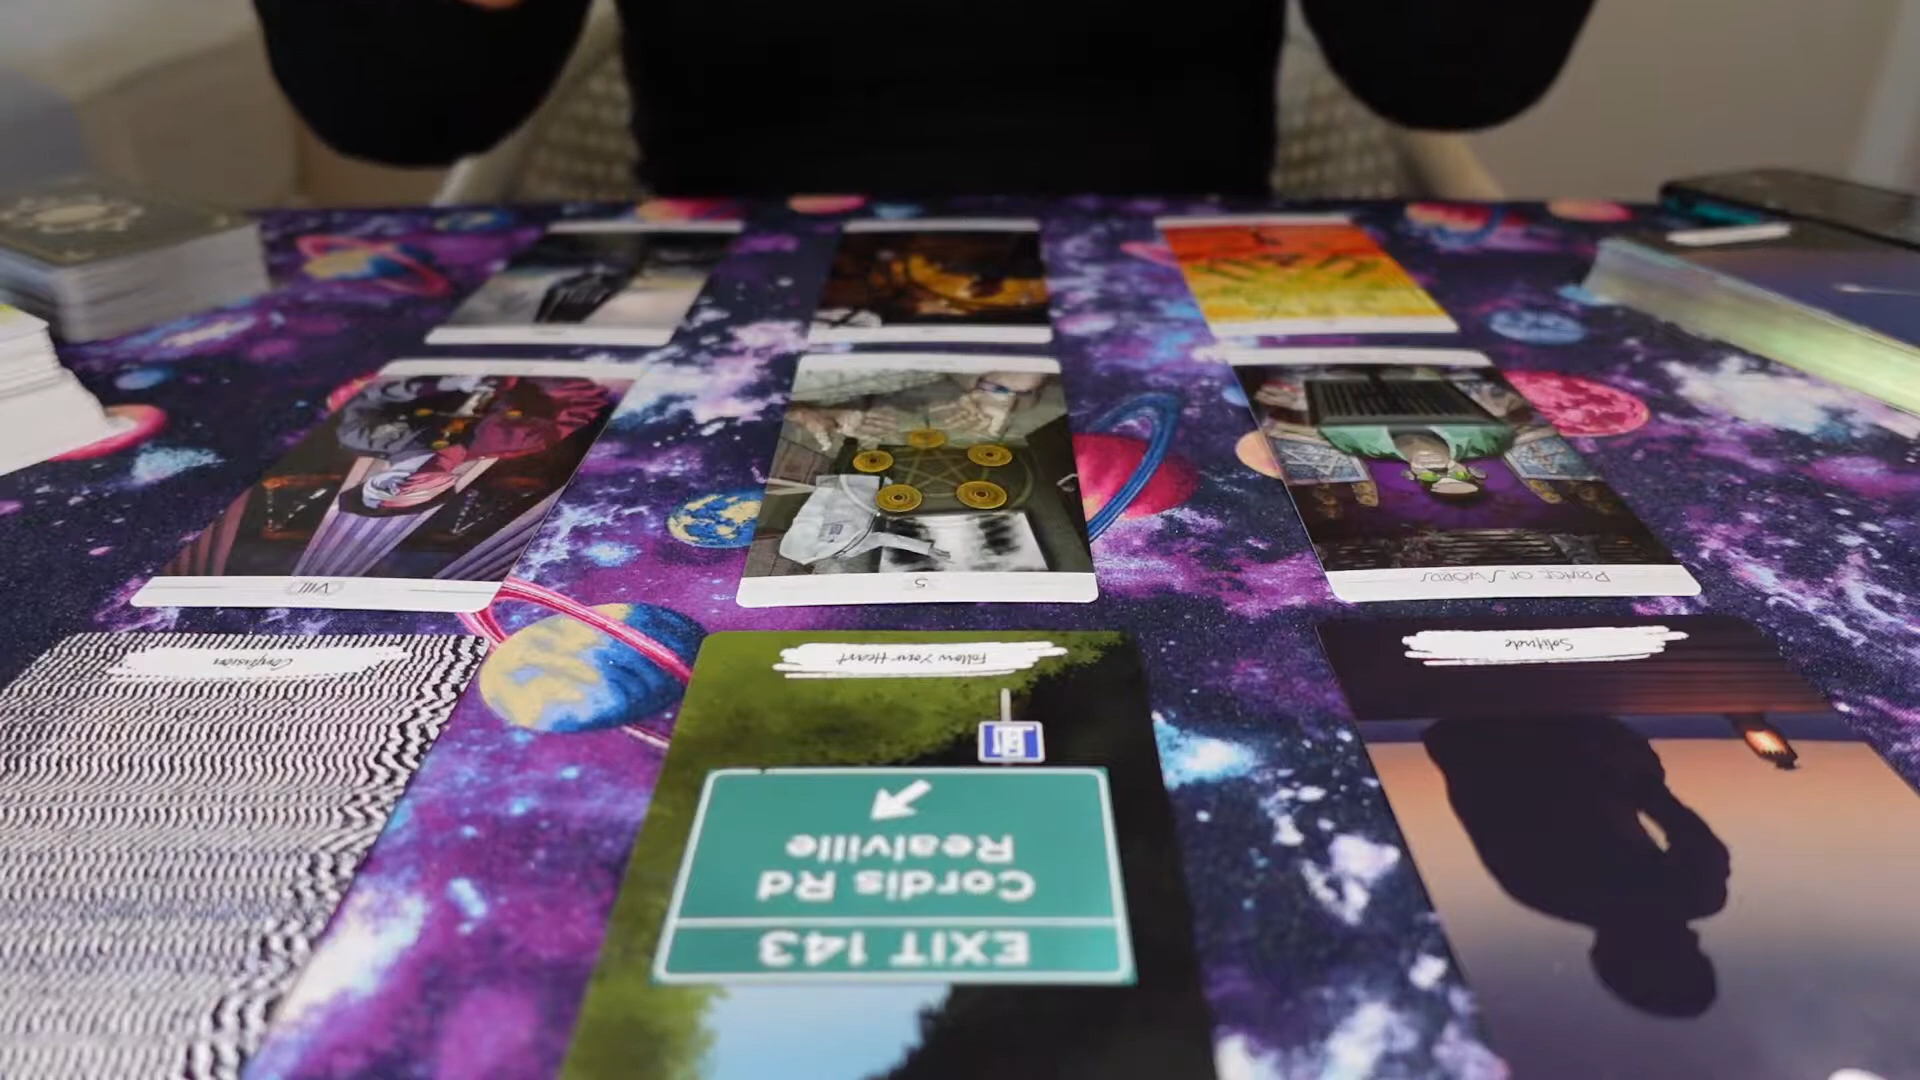 VIII
5
PRINCE OF SWORDS
Confusion
Follow Your Heart
Solitude
EXIT 143
Cordis Rd
Realville